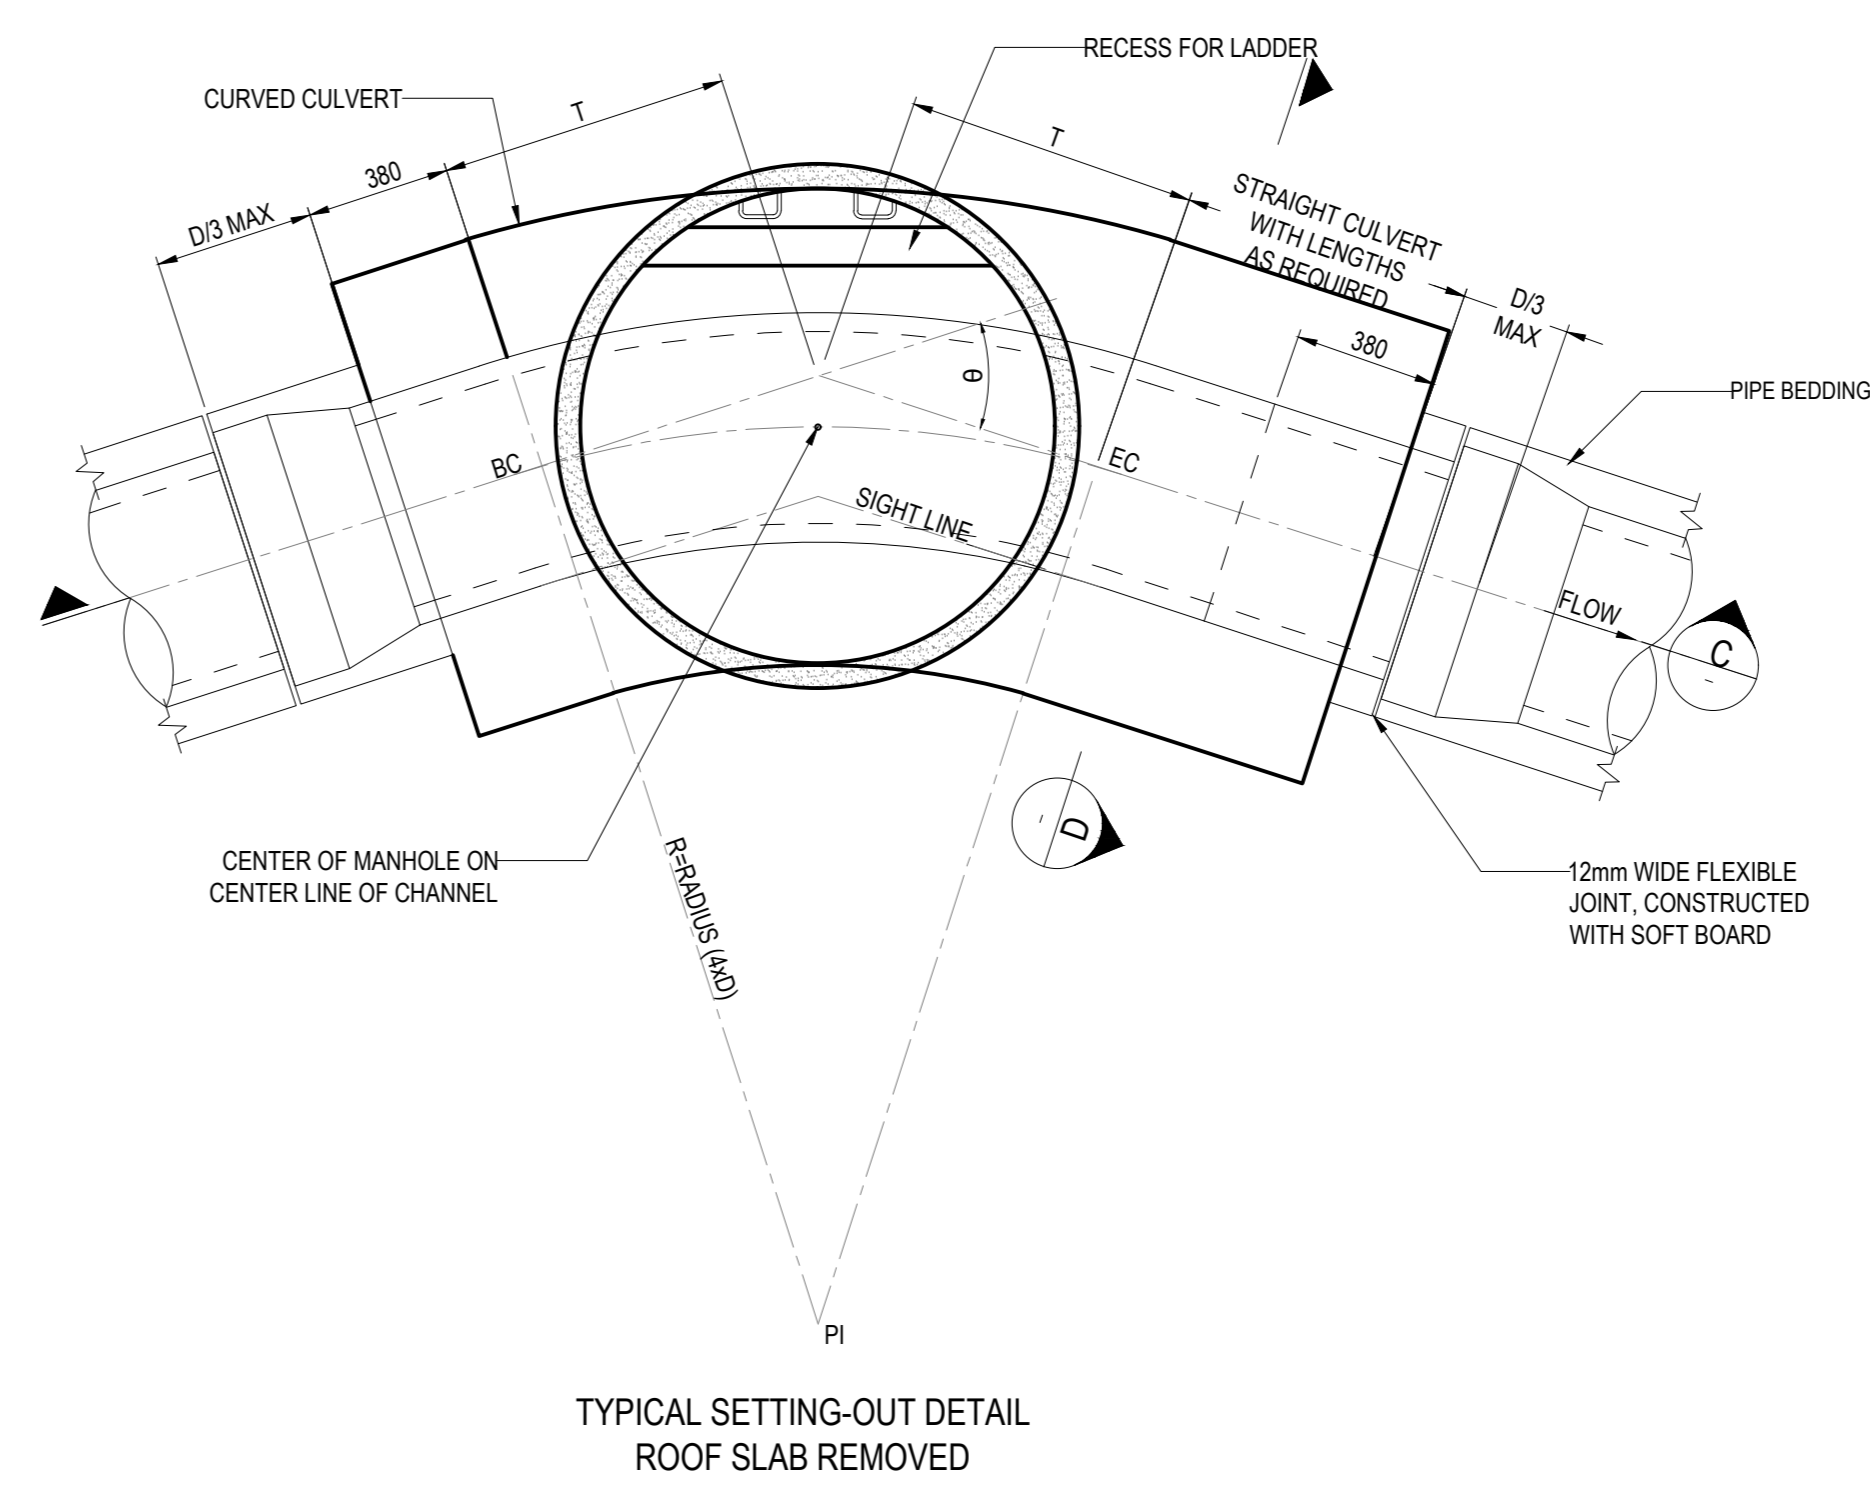 RECESS FOR LADDER
CURVED CULVERT
T
T
380
D/3 MAX
STRAIGHT CULVERT
WITH LENGTHS
AS REQUIRED
D/3
MAX
380
PIPE BEDDING
θ
BC
EC
SIGHT LINE
FLOW
C
-
D
-
CENTER OF MANHOLE ON
CENTER LINE OF CHANNEL
R=RADIUS (4xD)
12mm WIDE FLEXIBLE
JOINT, CONSTRUCTED
WITH SOFT BOARD
PI
TYPICAL SETTING-OUT DETAIL
ROOF SLAB REMOVED